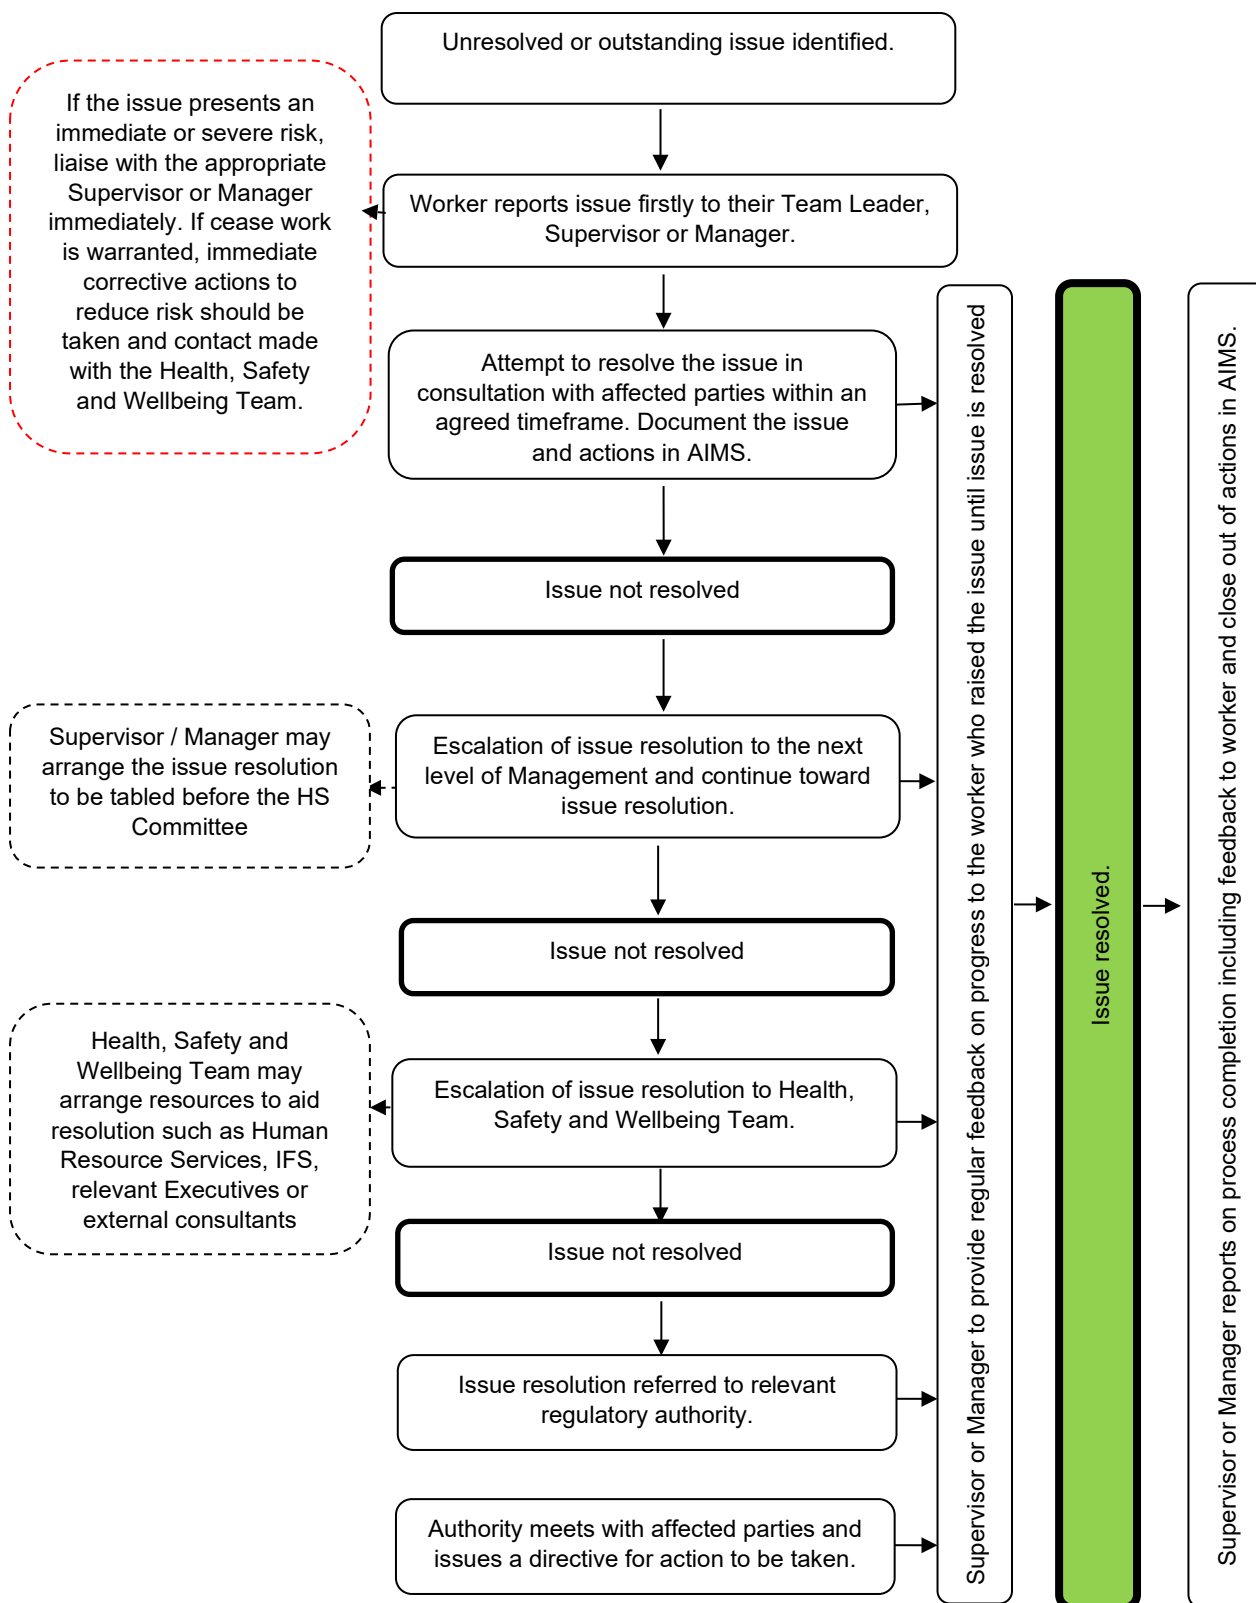 Unresolved or outstanding issue identified.
If the issue presents an
immediate or severe risk,
liaise with the appropriate
Supervisor or Manager
immediately. If cease work
is warranted, immediate
corrective actions to
reduce risk should be
taken and contact made
with the Health, Safety
and Wellbeing Team.
Worker reports issue firstly to their Team Leader,
Supervisor or Manager.
Attempt to resolve the issue in
consultation with affected parties within an
agreed timeframe. Document the issue
and actions in AIMS.
Issue not resolved
Supervisor / Manager may
arrange the issue resolution
to be tabled before the HS
Committee
Escalation of issue resolution to the next
level of Management and continue toward
issue resolution.
Issue not resolved
Health, Safety and
Wellbeing Team may
arrange resources to aid
resolution such as Human
Resource Services, IFS,
relevant Executives or
external consultants
Escalation of issue resolution to Health,
Safety and Wellbeing Team.
Issue not resolved
Issue resolution referred to relevant
regulatory authority.
Authority meets with affected parties and
issues a directive for action to be taken.
Supervisor or Manager to provide regular feedback on progress to the worker who raised the issue until issue is resolved
Issue resolved.
Supervisor or Manager reports on process completion including feedback to worker and close out of actions in AIMS.